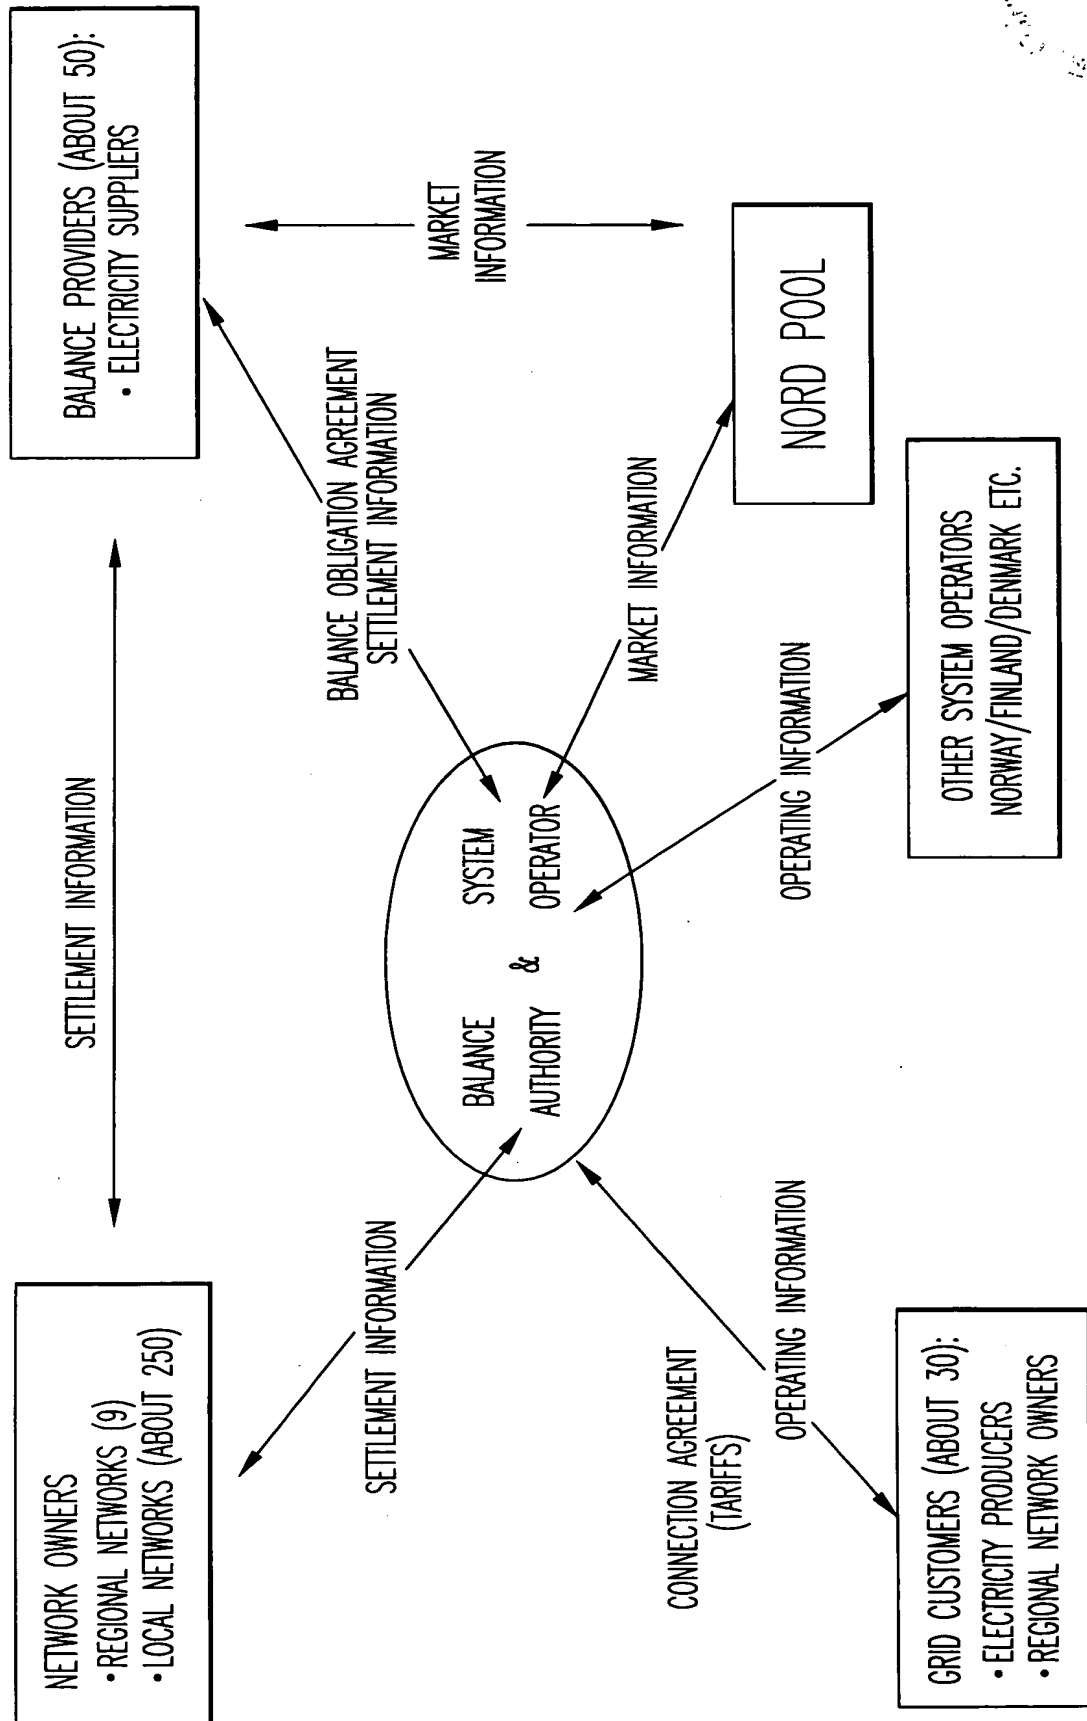 NETWORK OWNERS
• REGIONAL NETWORKS (9)
• LOCAL NETWORKS (ABOUT 250)
SETTLEMENT INFORMATION
BALANCE PROVIDERS (ABOUT 50):
• ELECTRICITY SUPPLIERS
SETTLEMENT INFORMATION
BALANCE OBLIGATION AGREEMENT
SETTLEMENT INFORMATION
MARKET
INFORMATION
BALANCE SYSTEM
&
AUTHORITY OPERATOR
CONNECTION AGREEMENT
(TARIFFS)
OPERATING INFORMATION
MARKET INFORMATION
OPERATING INFORMATION
NORD POOL
GRID CUSTOMERS (ABOUT 30):
• ELECTRICITY PRODUCERS
• REGIONAL NETWORK OWNERS
OTHER SYSTEM OPERATORS
NORWAY/FINLAND/DENMARK ETC.